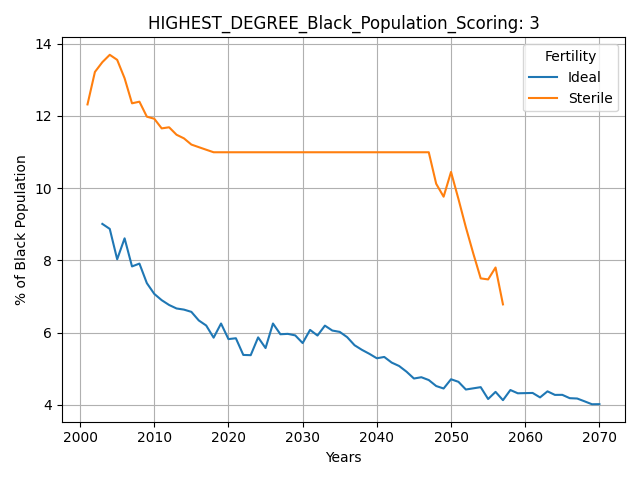 HIGHEST_DEGREE_Black_Population_Scoring: 3
Fertility
Ideal
Sterile
% of Black Population
14
12
10
8
6
4
2000 2010 2020 2030 2040 2050 2060 2070
Years